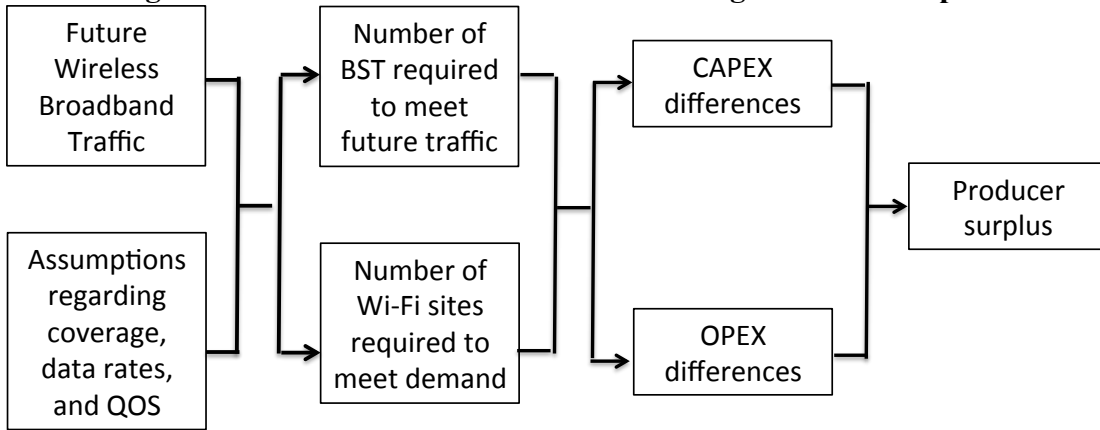 Future
Wireless
Broadband
Traffic
Assumptions
regarding
coverage,
data rates,
and QOS
Number of
BST required
to meet
future traffic
Number of
Wi-Fi sites
required to
meet demand
CAPEX
differences
OPEX
differences
Producer
surplus